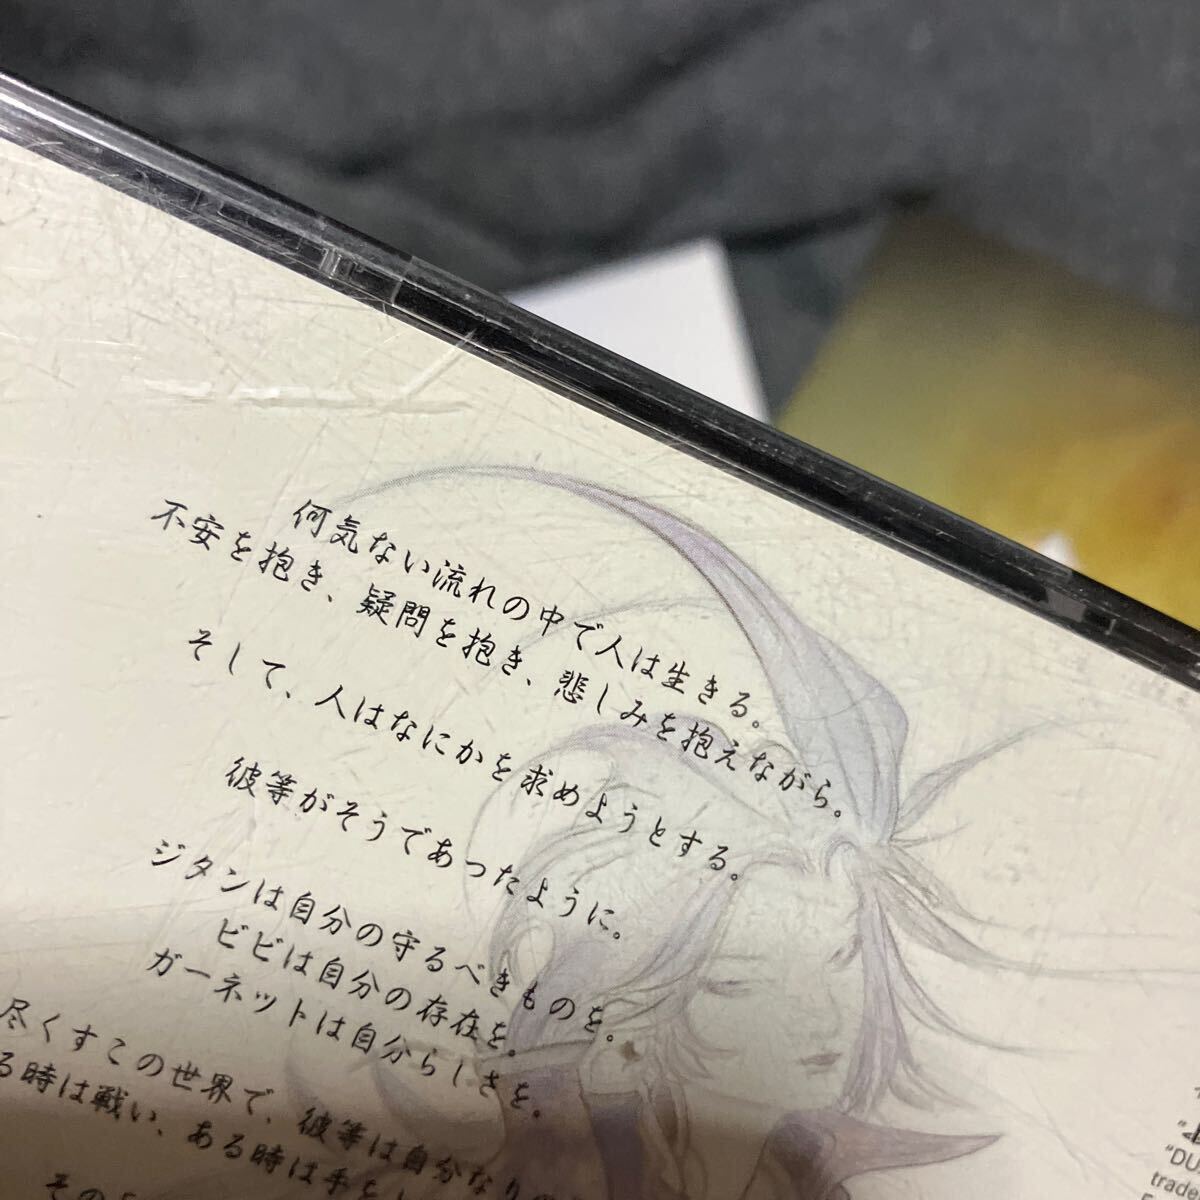 何気ない流れの中で人は生きる。
不安を抱き、疑問を抱き、悲しみを抱えながら。
そして、人はなにかを求めようとする。
彼等がそうであったように。
ジタンは自分の守るべきものを。
ビビは自分の存在を。
ガーネットは自分らしさを。
尽くすこの世界で、彼等は自分なりの
る時は戦い、ある時は手を
その
"DU
trade